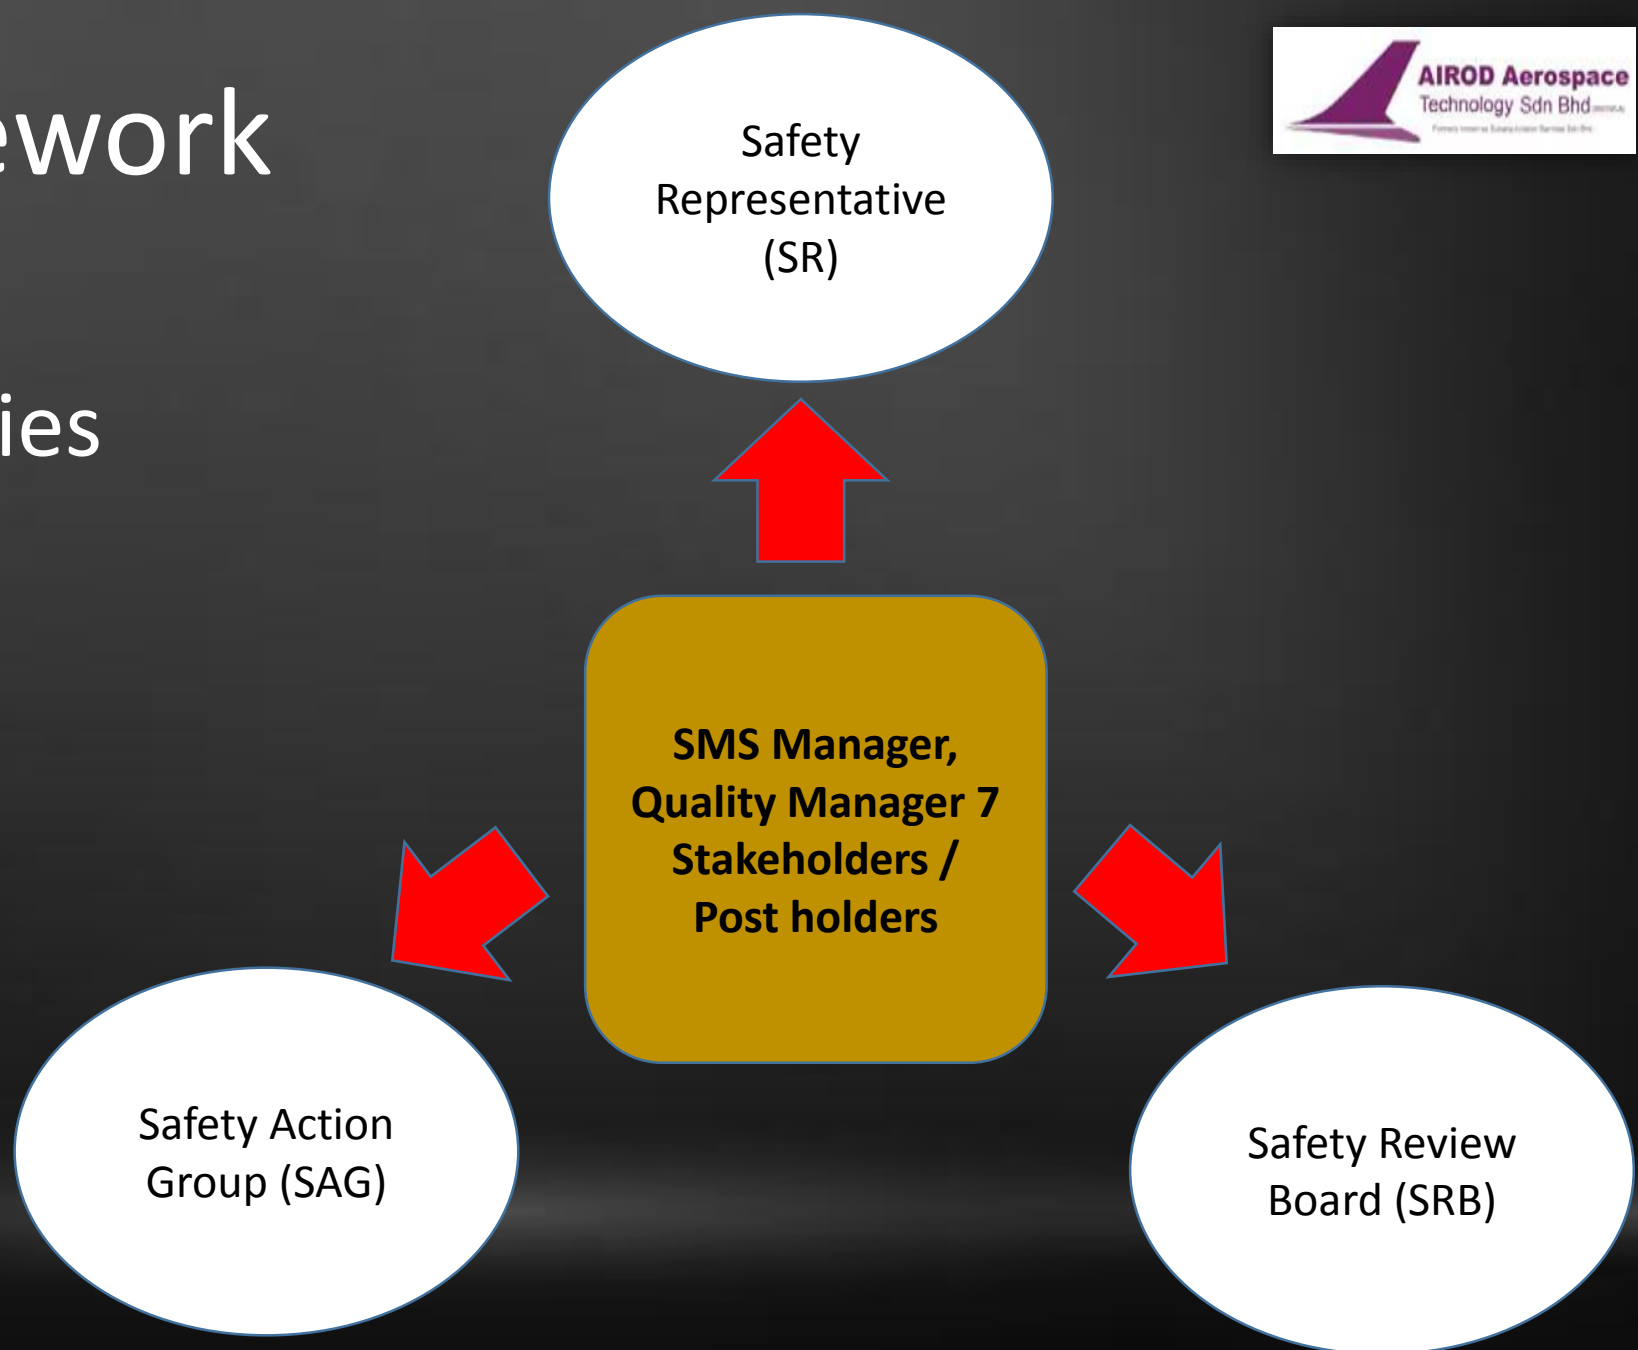 ework
ies
AIROD Aerospace
Technology Sdn Bhd
Safety
Representative
(SR)
SMS Manager,
Quality Manager 7
Stakeholders /
Post holders
Safety Action
Group (SAG)
Safety Review
Board (SRB)